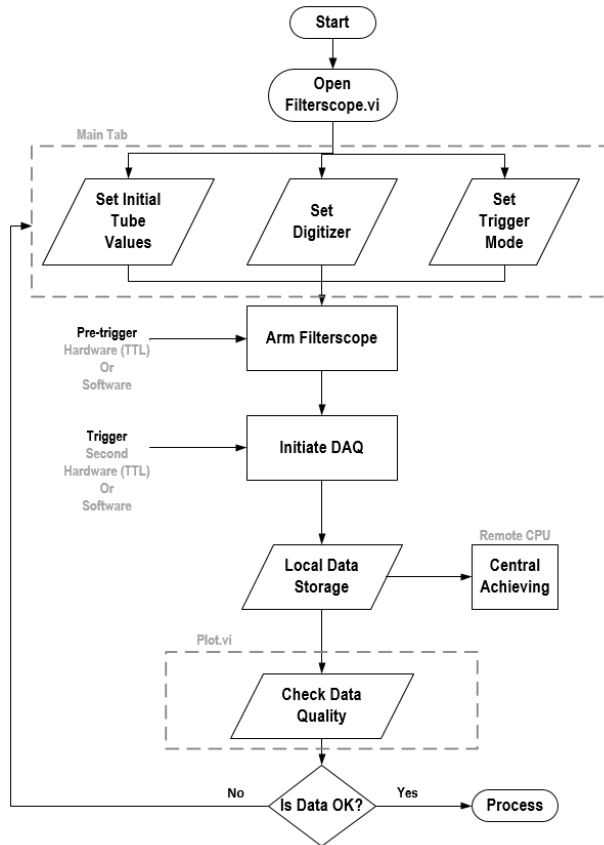 Start
Open
Filterscope.vi
Main Tab
Set Initial
Tube
Values
Set
Digitizer
Set
Trigger
Mode
Pre-trigger
Hardware (TTL)
Or
Software
Arm Filterscope
Trigger
Second
Hardware (TTL)
Or
Software
Initiate DAQ
Local Data
Storage
Remote CPU
Central
Achieving
Plot.vi
Check Data
Quality
No
Is Data OK?
Yes
Process